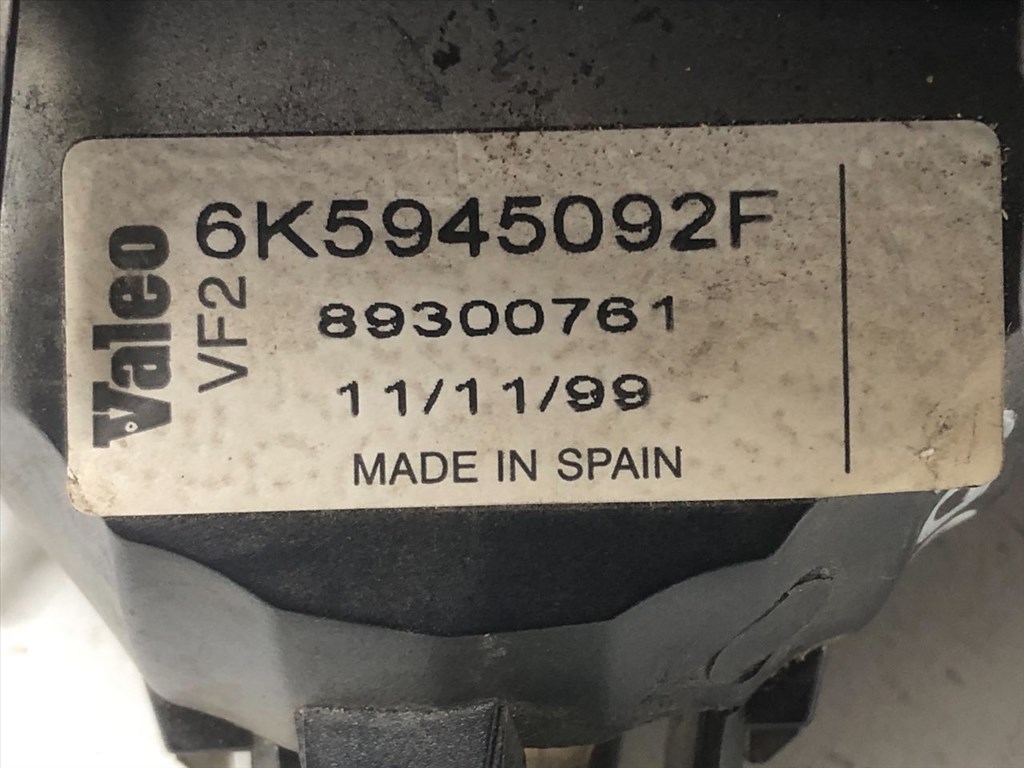 Valeo
VF2
6K5945092F
89300761
11/11/99
MADE IN SPAIN